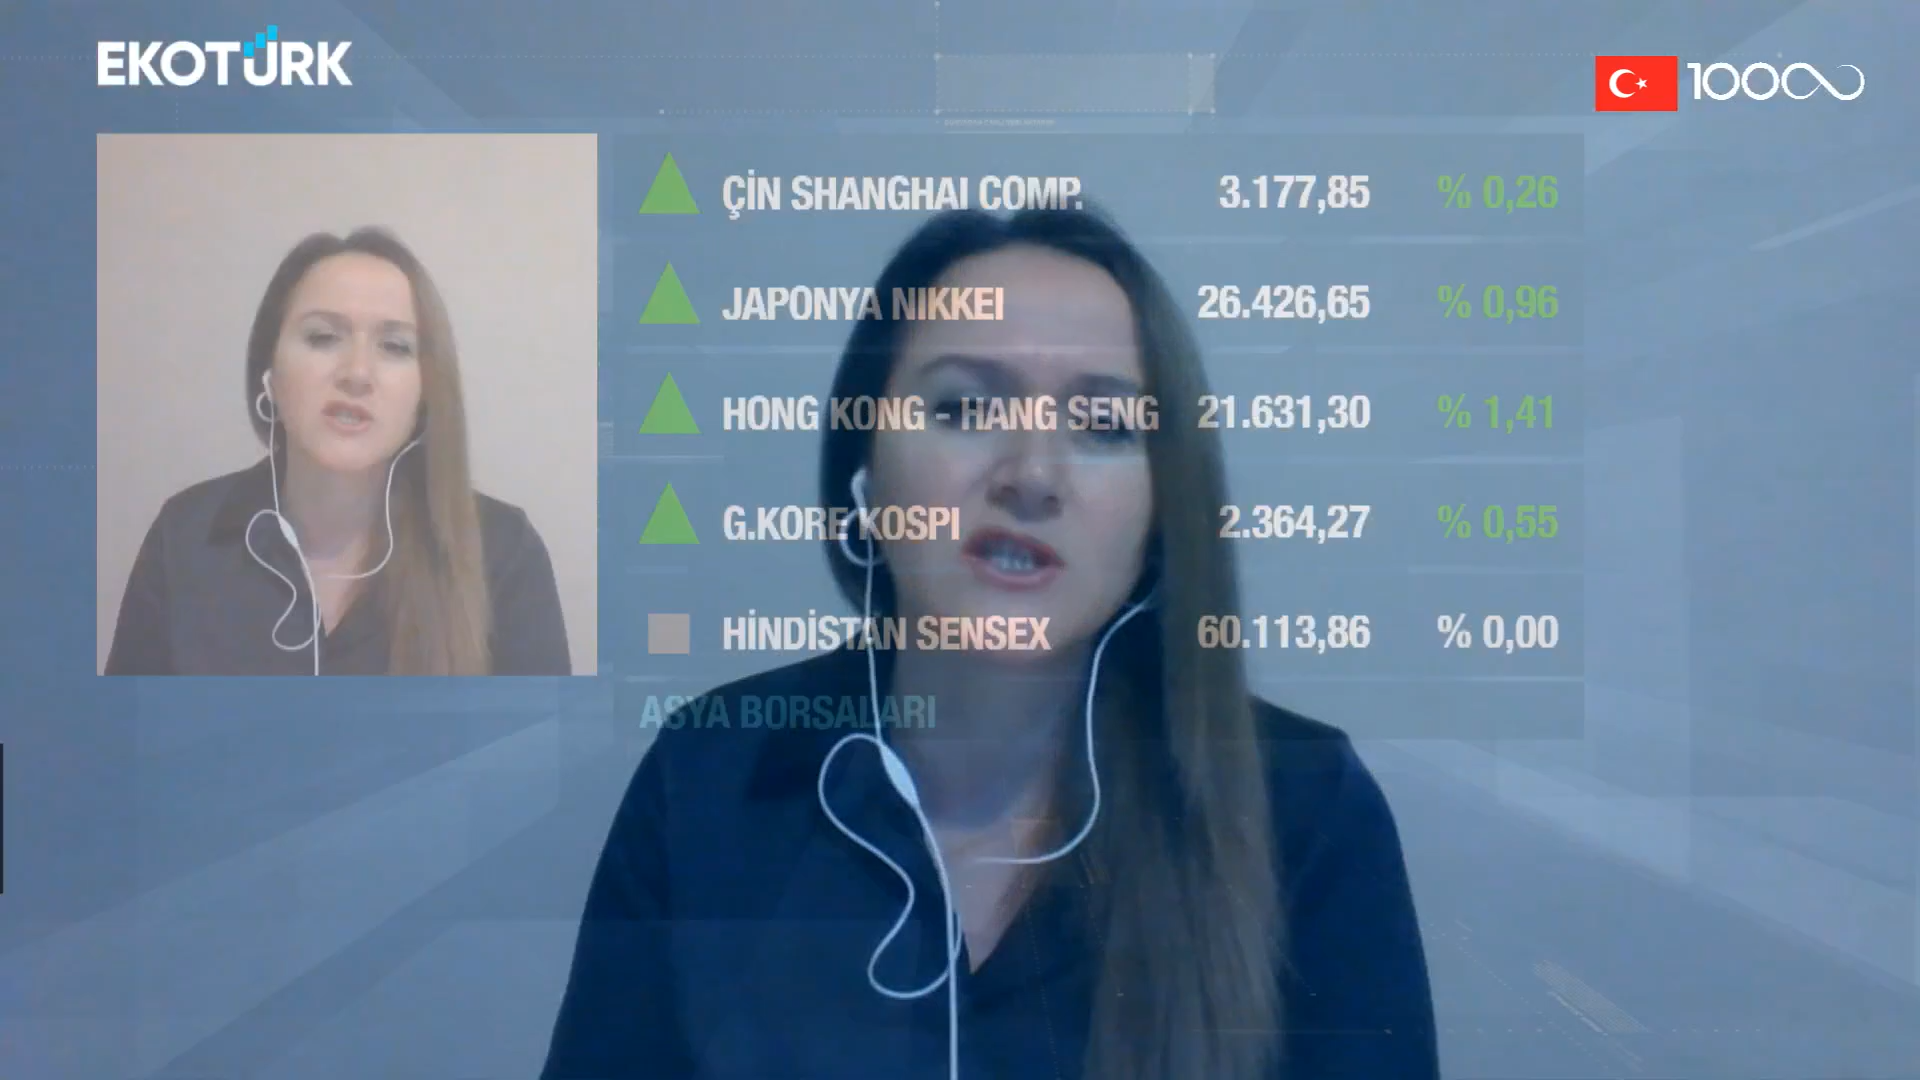 EKOTÜRK
100
ÇİN SHANGHAI COMP. 3.177,85 % 0,26
JAPONYA NIKKEI 26.426,65 % 0,96
HONG KONG - HANG SENG 21.631,30 % 1,41
G.KORE KOSPI 2.364,27 % 0,55
HİNDİSTAN SENSEX 60.113,86 % 0,00
ASYA BORSALARI